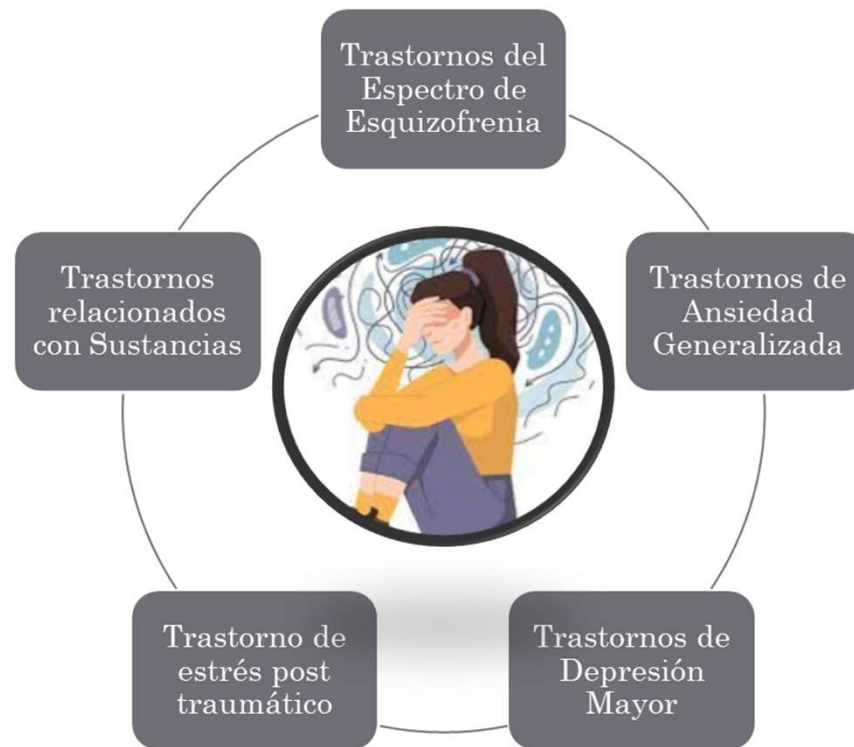 Trastornos del
Espectro de
Esquizofrenia
Trastornos
relacionados
con Sustancias
Trastornos de
Ansiedad
Generalizada
Trastorno de
estrés post
traumático
Trastornos de
Depresión
Mayor